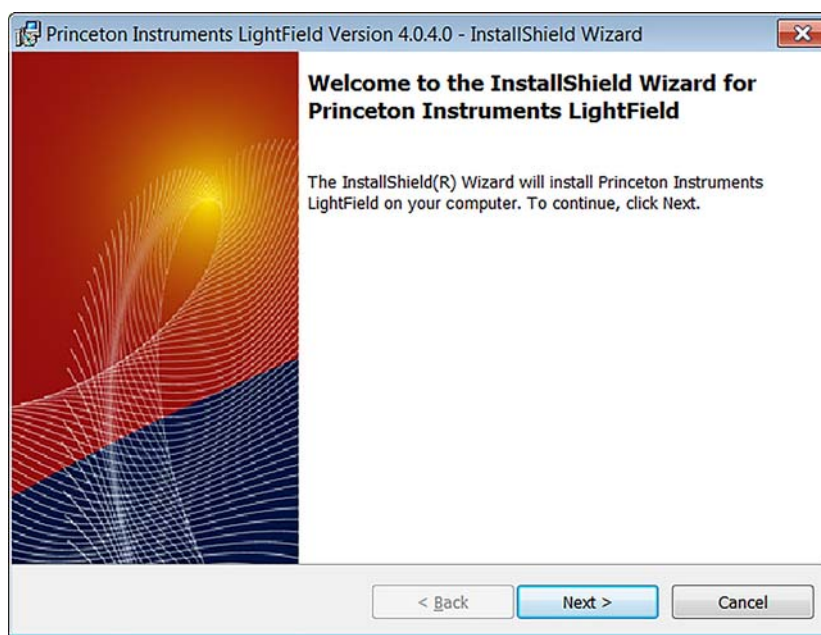 Princeton Instruments LightField Version 4.0.4.0 - InstallShield Wizard
Welcome to the InstallShield Wizard for
Princeton Instruments LightField
The InstallShield(R) Wizard will install Princeton Instruments
LightField on your computer. To continue, click Next.
< Back
Next >
Cancel